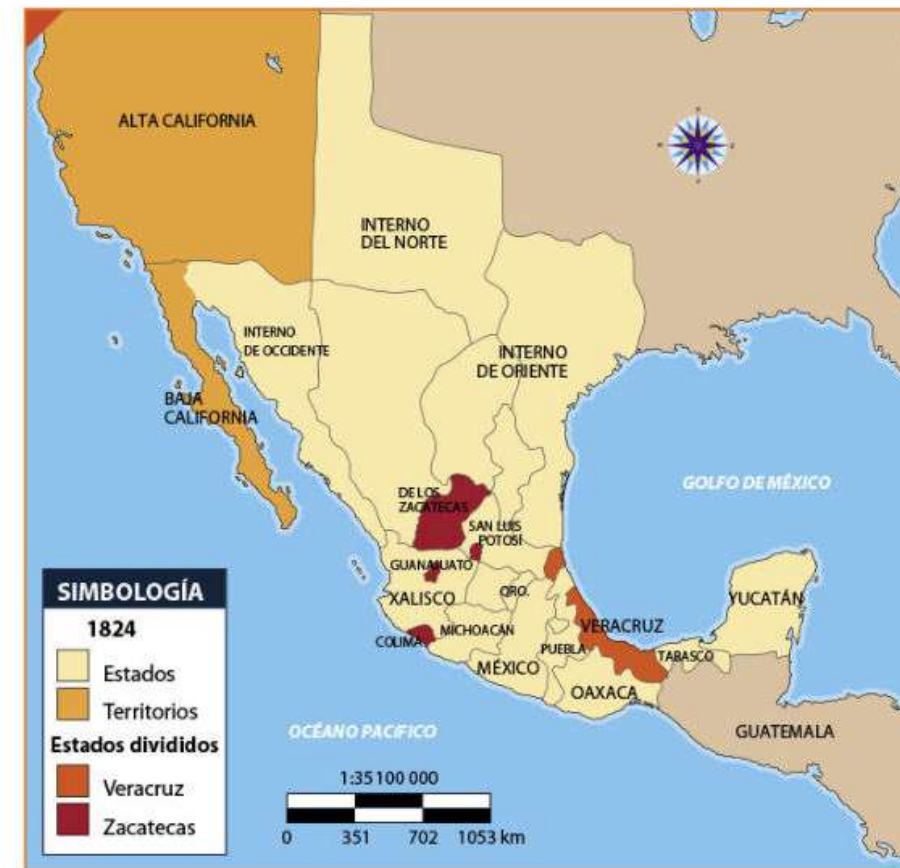 ALTA CALIFORNIA
INTERNO
DEL NORTE
INTERNO
DE OCCIDENTE
INTERNO
DE ORIENTE
BAJA
CALIFORNIA
GOLFO DE MÉXICO
DE LOS
ZACATECAS
SAN LUIS
POTOSÍ
GUANAJUATO
QRO.
XALISCO
YUCATÁN
COLIMA
MICHOACÁN
VERACRUZ
PUEBLA
TABASCO
MÉXICO
OAXACA
GUATEMALA
OCÉANO PACIFICO
SIMBOLOGÍA
1824
Estados
Territorios
Estados divididos
Veracruz
Zacatecas
1:35 100 000
0 351 702 1053 km